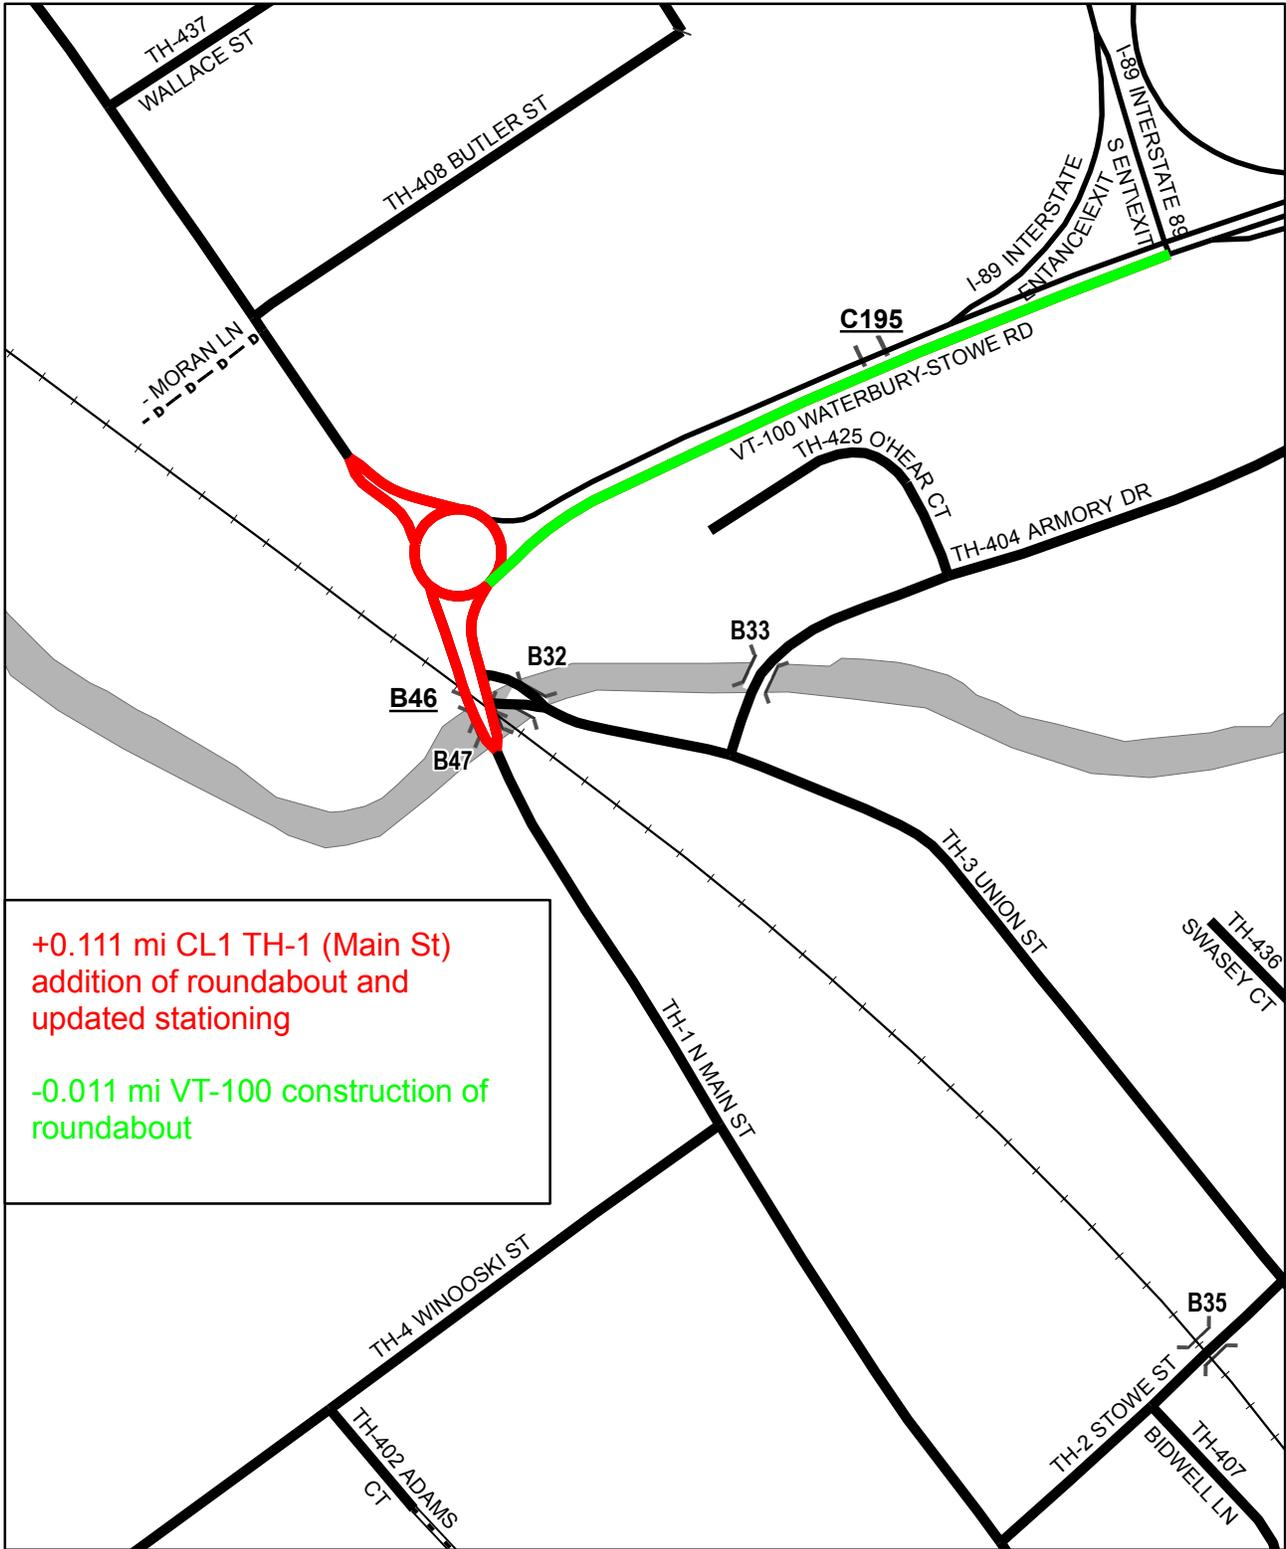 TH-437
WALLACE ST
TH-408 BUTLER ST
I-89 INTERSTATE 89
S ENT\EXIT
I-89 INTERSTATE
ENTANCE\EXIT
- MORAN LN
D D D D
C195
VT-100 WATERBURY-STOWE RD
TH-425 O'HEAR CT
TH-404 ARMORY DR
B33
B32
B46
B47
TH-3 UNION ST
TH-436
SWASEY CT
+0.111 mi CL1 TH-1 (Main St)
addition of roundabout and
updated stationing
-0.011 mi VT-100 construction of
roundabout
TH-1 N MAIN ST
TH-4 WINOOSKI ST
B35
TH-2 STOWE ST
TH-402 ADAMS
CT
TH-407
BIDWELL LN